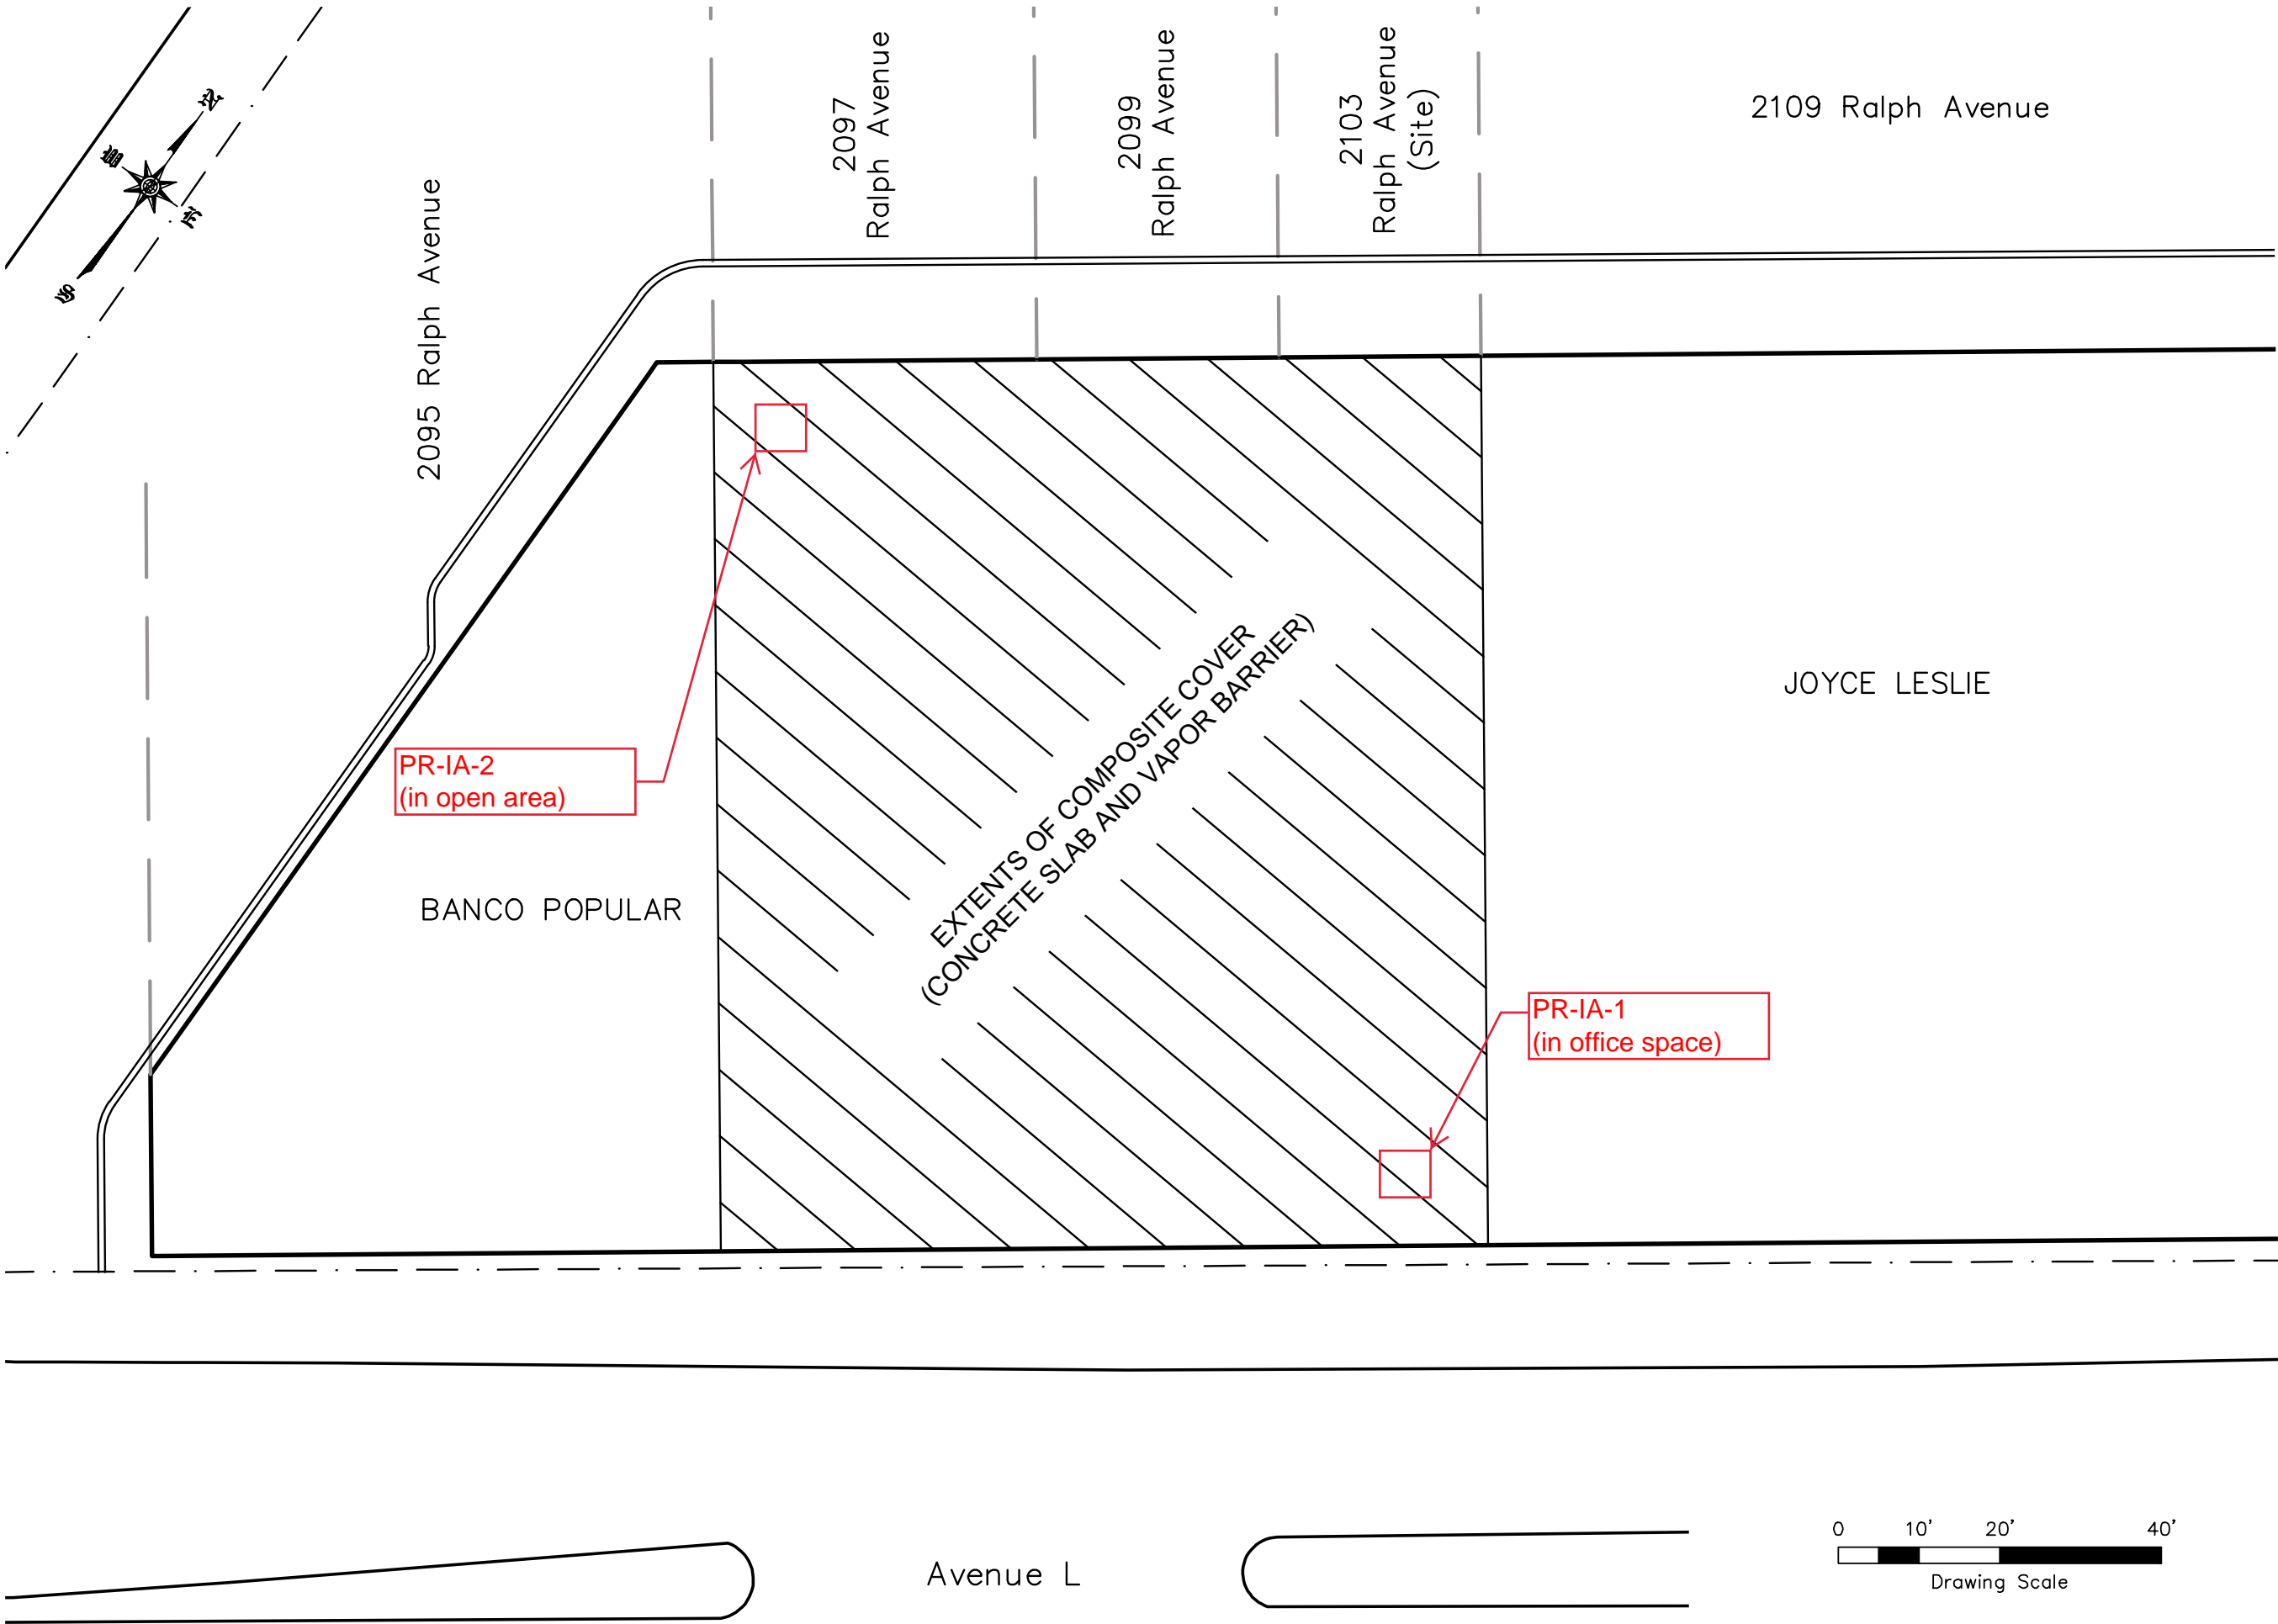 N
W
E
S
2095 Ralph Avenue
2097
Ralph Avenue
2099
Ralph Avenue
2103
Ralph Avenue
(Site)
2109 Ralph Avenue
JOYCE LESLIE
EXTENTS OF COMPOSITE COVER
(CONCRETE SLAB AND VAPOR BARRIER)
PR-IA-2
(in open area)
BANCO POPULAR
PR-IA-1
(in office space)
Avenue L
0 10' 20' 40'
Drawing Scale